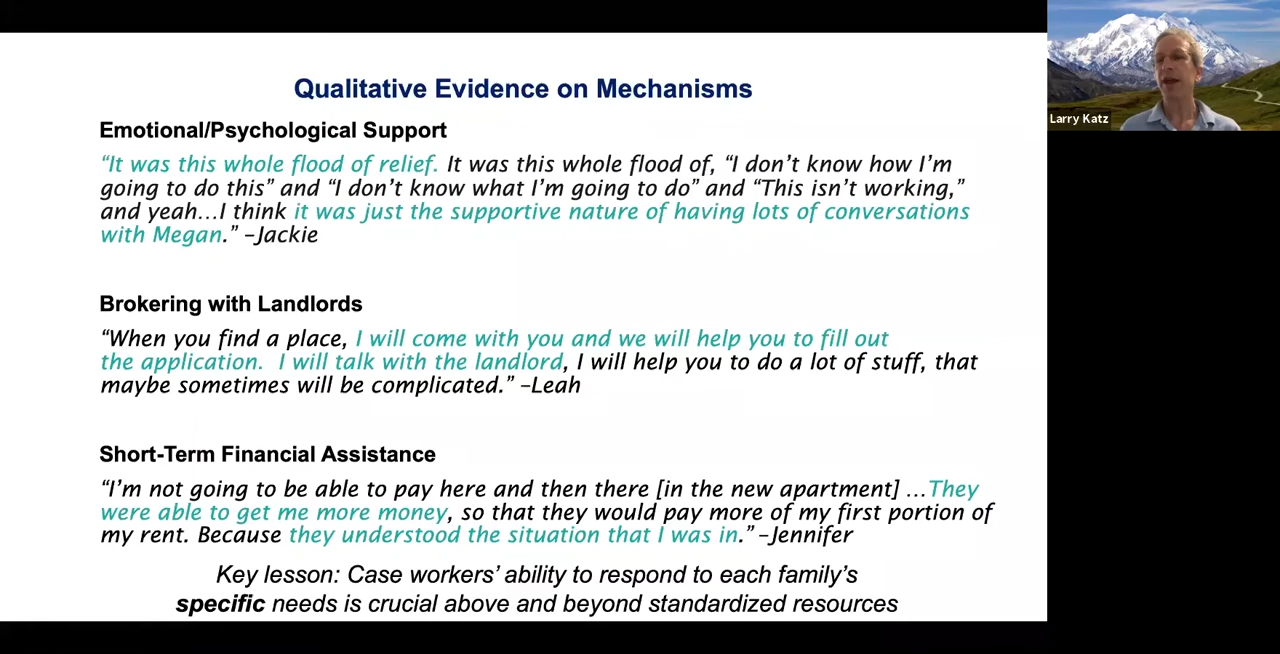 Qualitative Evidence on Mechanisms
Emotional/Psychological Support
“It was this whole flood of relief. It was this whole flood of, “I don’t know how I’m
going to do this” and “I don’t know what I’m going to do” and “This isn’t working,”
and yeah…I think it was just the supportive nature of having lots of conversations
with Megan.” –Jackie
Brokering with Landlords
“When you find a place, I will come with you and we will help you to fill out
the application.  I will talk with the landlord, I will help you to do a lot of stuff, that
maybe sometimes will be complicated.” –Leah
Short-Term Financial Assistance
“I’m not going to be able to pay here and then there [in the new apartment] …They
were able to get me more money, so that they would pay more of my first portion of
my rent. Because they understood the situation that I was in.” –Jennifer
Key lesson: Case workers’ ability to respond to each family’s
specific needs is crucial above and beyond standardized resources
Larry Katz